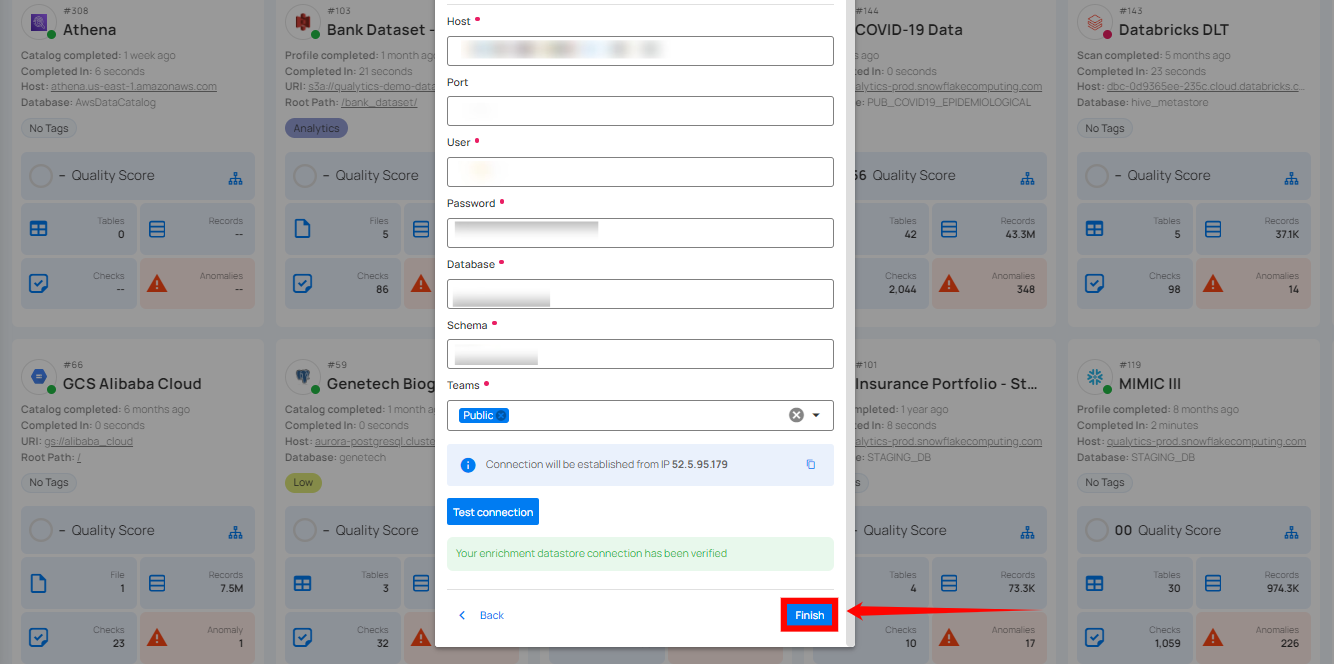 #308
Athena
Catalog completed: 1 week ago
Completed In: 6 seconds
Host: athena.us-east-1.amazonaws.com
Database: AwsDataCatalog
No Tags
– Quality Score
Tables
0
Records
--
Checks
--
Anomalies
--
#103
Bank Dataset -
Profile completed: 1 month ago
Completed In: 21 seconds
URI: s3a://qualytics-demo-data
Root Path: /bank_dataset/
Analytics
– Quality Score
Files
5
Checks
86
Host
Port
User
Password
Database
Schema
Teams
Public
Connection will be established from IP 52.5.95.179
Test connection
Your enrichment datastore connection has been verified
Back
Finish
#144
COVID-19 Data
ago
ed In: 0 seconds
alytics-prod.snowflakecomputing.com
e: PUB_COVID19_EPIDEMIOLOGICAL
66 Quality Score
Tables
42
Records
43.3M
Checks
2,044
Anomalies
348
#143
Databricks DLT
Scan completed: 5 months ago
Completed In: 23 seconds
Host: dbc-0d9365ee-235c.cloud.databricks.c...
Database: hive_metastore
No Tags
– Quality Score
Tables
5
Records
37.1K
Checks
98
Anomalies
14
#66
GCS Alibaba Cloud
Catalog completed: 6 months ago
Completed In: 0 seconds
URI: gs://alibaba_cloud
Root Path: /
No Tags
– Quality Score
File
1
Records
7.5M
Checks
23
Anomaly
1
#59
Genetech Biog
Catalog completed: 1 month a
Completed In: 0 seconds
Host: aurora-postgresql.cluste
Database: genetech
Low
– Quality Score
Tables
3
Checks
32
#101
Insurance Portfolio - St...
mpleted: 1 year ago
ed In: 8 seconds
alytics-prod.snowflakecomputing.com
e: STAGING_DB
s
– Quality Score
Tables
4
Records
73.3K
Checks
10
Anomalies
17
#119
MIMIC III
Profile completed: 8 months ago
Completed In: 2 minutes
Host: qualytics-prod.snowflakecomputing.com
Database: STAGING_DB
No Tags
00 Quality Score
Tables
30
Records
974.3K
Checks
1,059
Anomalies
226